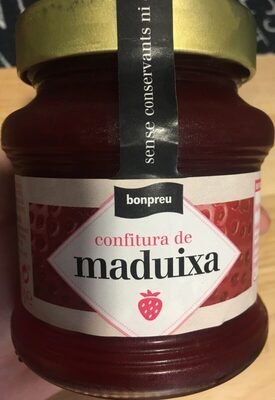 sense conservants ni
bonpreu
confitura de
maduixa